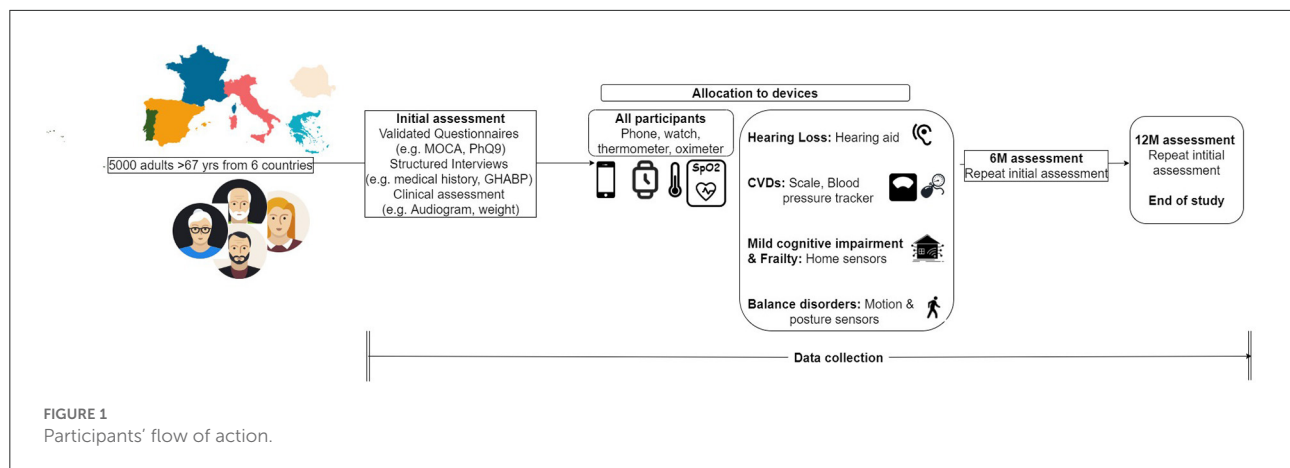 5000 adults >67 yrs from 6 countries
Initial assessment
Validated Questionnaires
(e.g. MOCA, PhQ9)
Structured Interviews
(e.g. medical history, GHABP)
Clinical assessment
(e.g. Audiogram, weight)
Allocation to devices
All participants
Phone, watch,
thermometer, oximeter
SpO2
Hearing Loss: Hearing aid
CVDs: Scale, Blood
pressure tracker
Mild cognitive impairment
& Frailty: Home sensors
Balance disorders: Motion &
posture sensors
6M assessment
Repeat initial assessment
12M assessment
Repeat intitial
assessment
End of study
Data collection
FIGURE 1
Participants' flow of action.